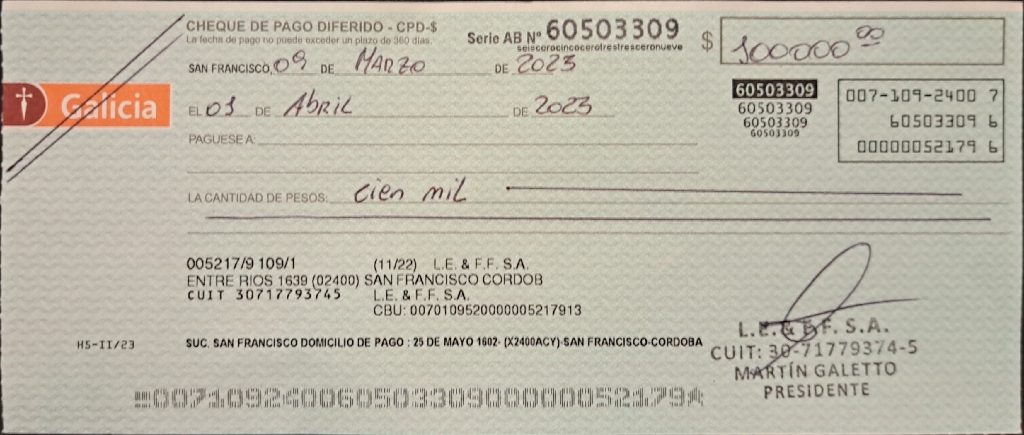 CHEQUE DE PAGO DIFERIDO - CPD-$
La fecha de pago no puede exceder un plazo de 360 días.
Serie AB Nº 60503309
seiscerocincocerotrestresceronueve
$ 100000 00
SAN FRANCISCO, 09 DE MARZO DE 2023
EL 01 DE Abril DE 2023
Galicia
PAGUESE A:
60503309
60503309
60503309
60503309
007-109-2400 7
60503309 6
00000052179 6
LA CANTIDAD DE PESOS: cien mil
005217/9 109/1 (11/22) L.E. & F.F. S.A.
ENTRE RIOS 1639 (02400) SAN FRANCISCO CORDOB
CUIT 30717793745 L.E. & F.F. S.A.
CBU: 0070109520000005217913
HS-II/23
SUC. SAN FRANCISCO DOMICILIO DE PAGO : 25 DE MAYO 1602- (X2400ACY)-SAN FRANCISCO-CORDOBA
L.E. & F.F. S.A.
CUIT: 30-71779374-5
MARTÍN GALETTO
PRESIDENTE
00710924006050330900000052179